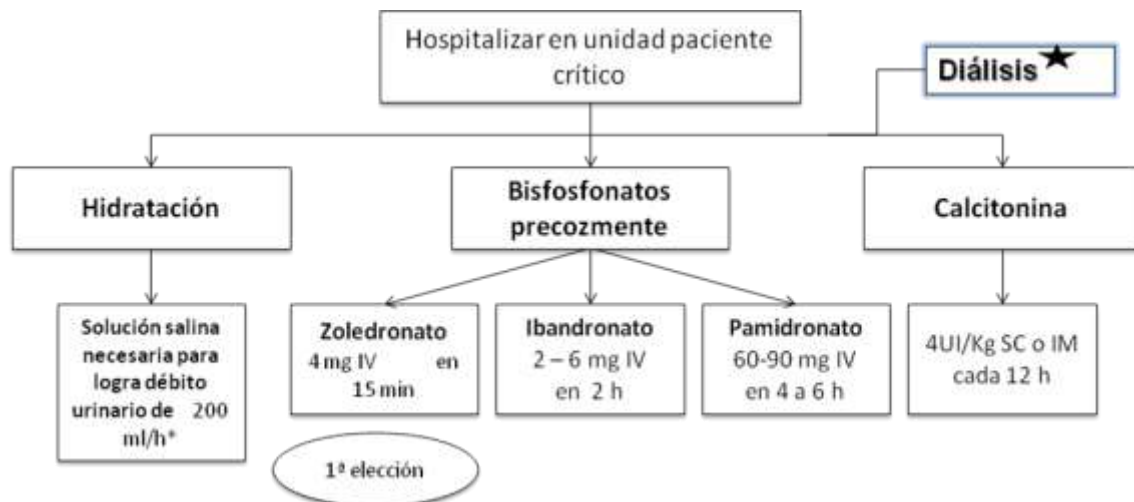 Hospitalizar en unidad paciente
crítico
Diálisis ★
Hidratación
Bisfosfonatos
precozmente
Calcitonina
Solución salina
necesaria para
logra débito
urinario de 200
ml/h*
Zoledronato
4 mg IV en
15 min
Ibandronato
2 – 6 mg IV
en 2 h
Pamidronato
60-90 mg IV
en 4 a 6 h
4UI/Kg SC o IM
cada 12 h
1ª elección